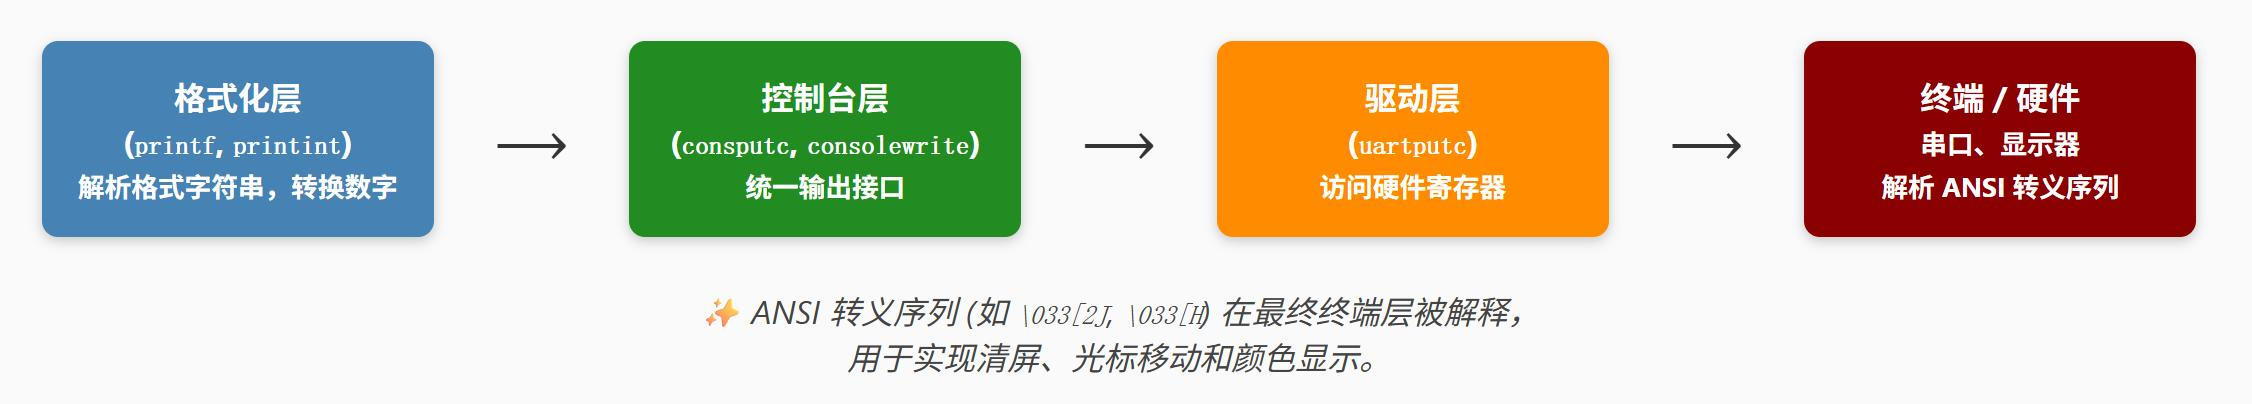 格式化层
(printf, printint)
解析格式字符串，转换数字
控制台层
(consputc, consolewrite)
统一输出接口
驱动层
(uartputc)
访问硬件寄存器
终端 / 硬件
串口、显示器
解析 ANSI 转义序列
✨ ANSI 转义序列 (如 \033[2J, \033[H) 在最终终端层被解释，
用于实现清屏、光标移动和颜色显示。